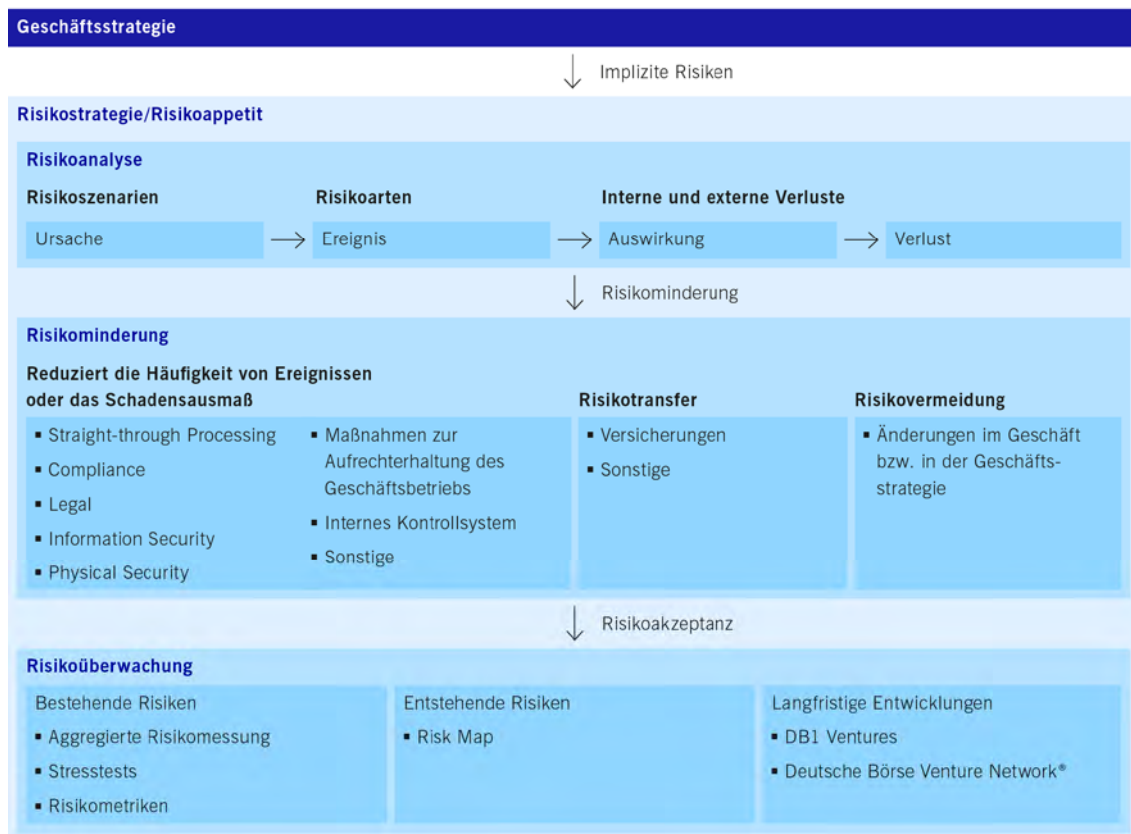 Geschäftsstrategie
Implizite Risiken
Risikostrategie/Risikoappetit
Risikoanalyse
Risikoszenarien
Risikoarten
Interne und externe Verluste
Ursache
Ereignis
Auswirkung
Verlust
Risikominderung
Risikominderung
Reduziert die Häufigkeit von Ereignissen
oder das Schadensausmaß
▪ Straight-through Processing
▪ Compliance
▪ Legal
▪ Information Security
▪ Physical Security
▪ Maßnahmen zur
Aufrechterhaltung des
Geschäftsbetriebs
▪ Internes Kontrollsystem
▪ Sonstige
Risikotransfer
▪ Versicherungen
▪ Sonstige
Risikovermeidung
▪ Änderungen im Geschäft
bzw. in der Geschäfts-
strategie
Risikoakzeptanz
Risikoüberwachung
Bestehende Risiken
▪ Aggregierte Risikomessung
▪ Stresstests
▪ Risikometriken
Entstehende Risiken
▪ Risk Map
Langfristige Entwicklungen
▪ DB1 Ventures
▪ Deutsche Börse Venture Network®